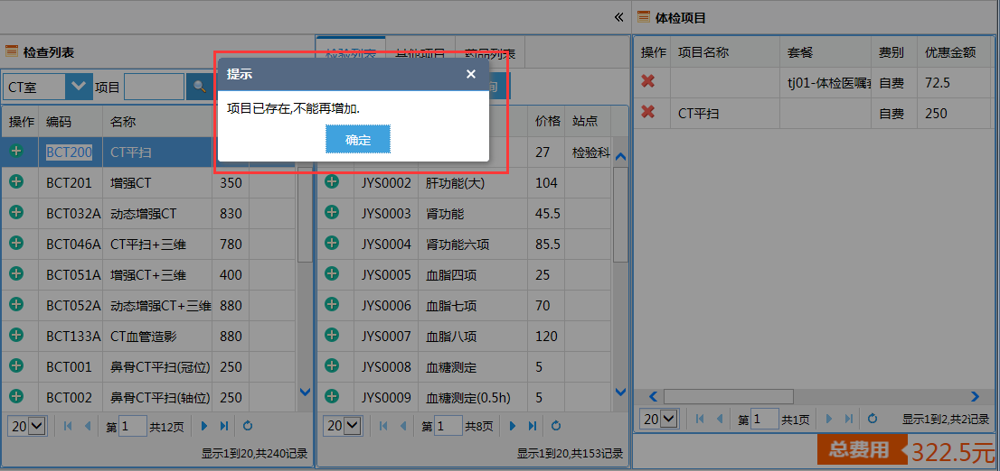 «
检查列表
CT室
项目
操作 编码 名称
BCT200 CT平扫
BCT201 增强CT 350
BCT032A 动态增强CT 830
BCT046A CT平扫+三维 780
BCT051A 增强CT+三维 400
BCT052A 动态增强CT+三维 880
BCT133A CT血管造影 880
BCT001 鼻骨CT平扫(冠位) 250
BCT002 鼻骨CT平扫(轴位) 250
20 第 1 共12页
显示1到20,共240记录
检验列表 其他项目 药品列表
询
价格 站点
27 检验科
JYS0002 肝功能(大) 104
JYS0003 肾功能 45.5
JYS0004 肾功能六项 85.5
JYS0005 血脂四项 25
JYS0006 血脂七项 70
JYS0007 血脂八项 120
JYS0008 血糖测定 5
JYS0009 血糖测定(0.5h) 5
20 第 1 共8页
显示1到20,共153记录
提示 ×
项目已存在,不能再增加.
确定
体检项目
操作 项目名称 套餐 费别 优惠金额
tj01-体检医嘱 自费 72.5
CT平扫 自费 250
20 第 1 共1页 显示1到2,共2记录
总费用 322.5元